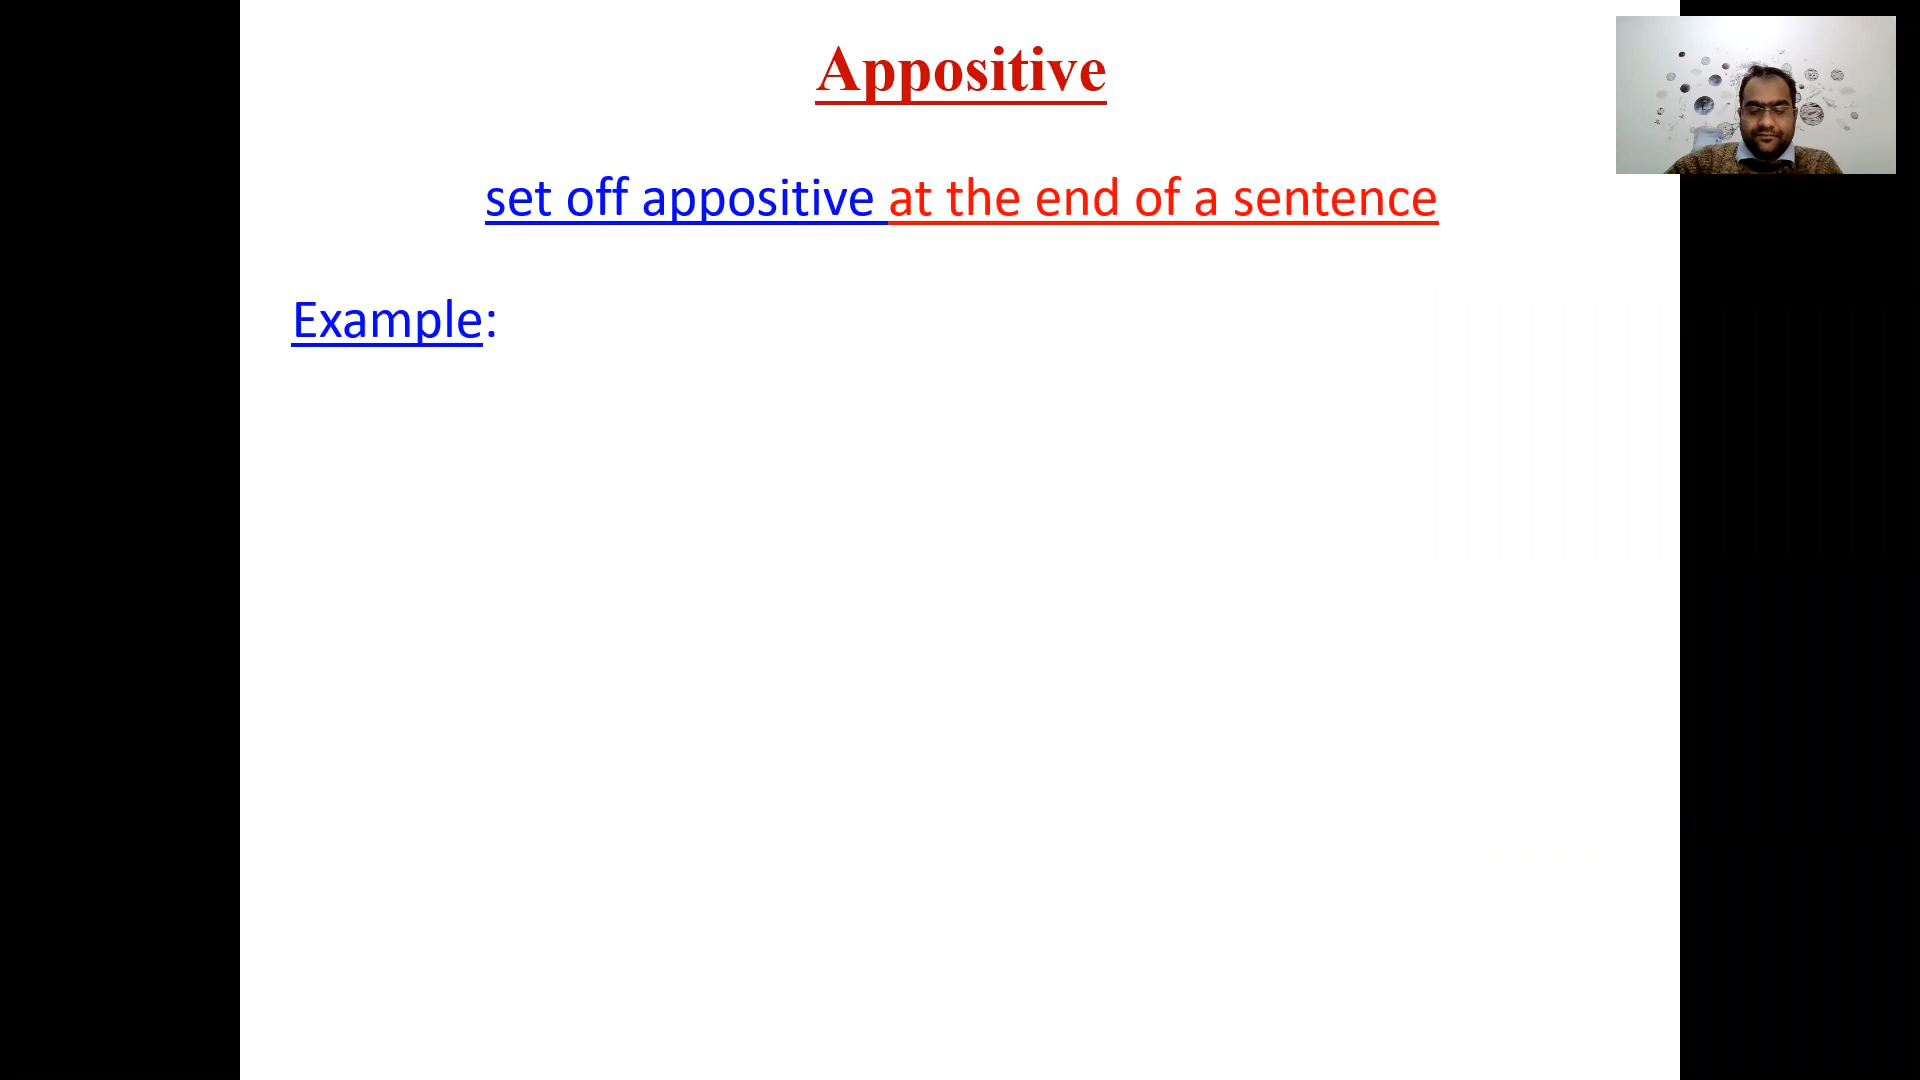 Appositive
set off appositive at the end of a sentence
Example: